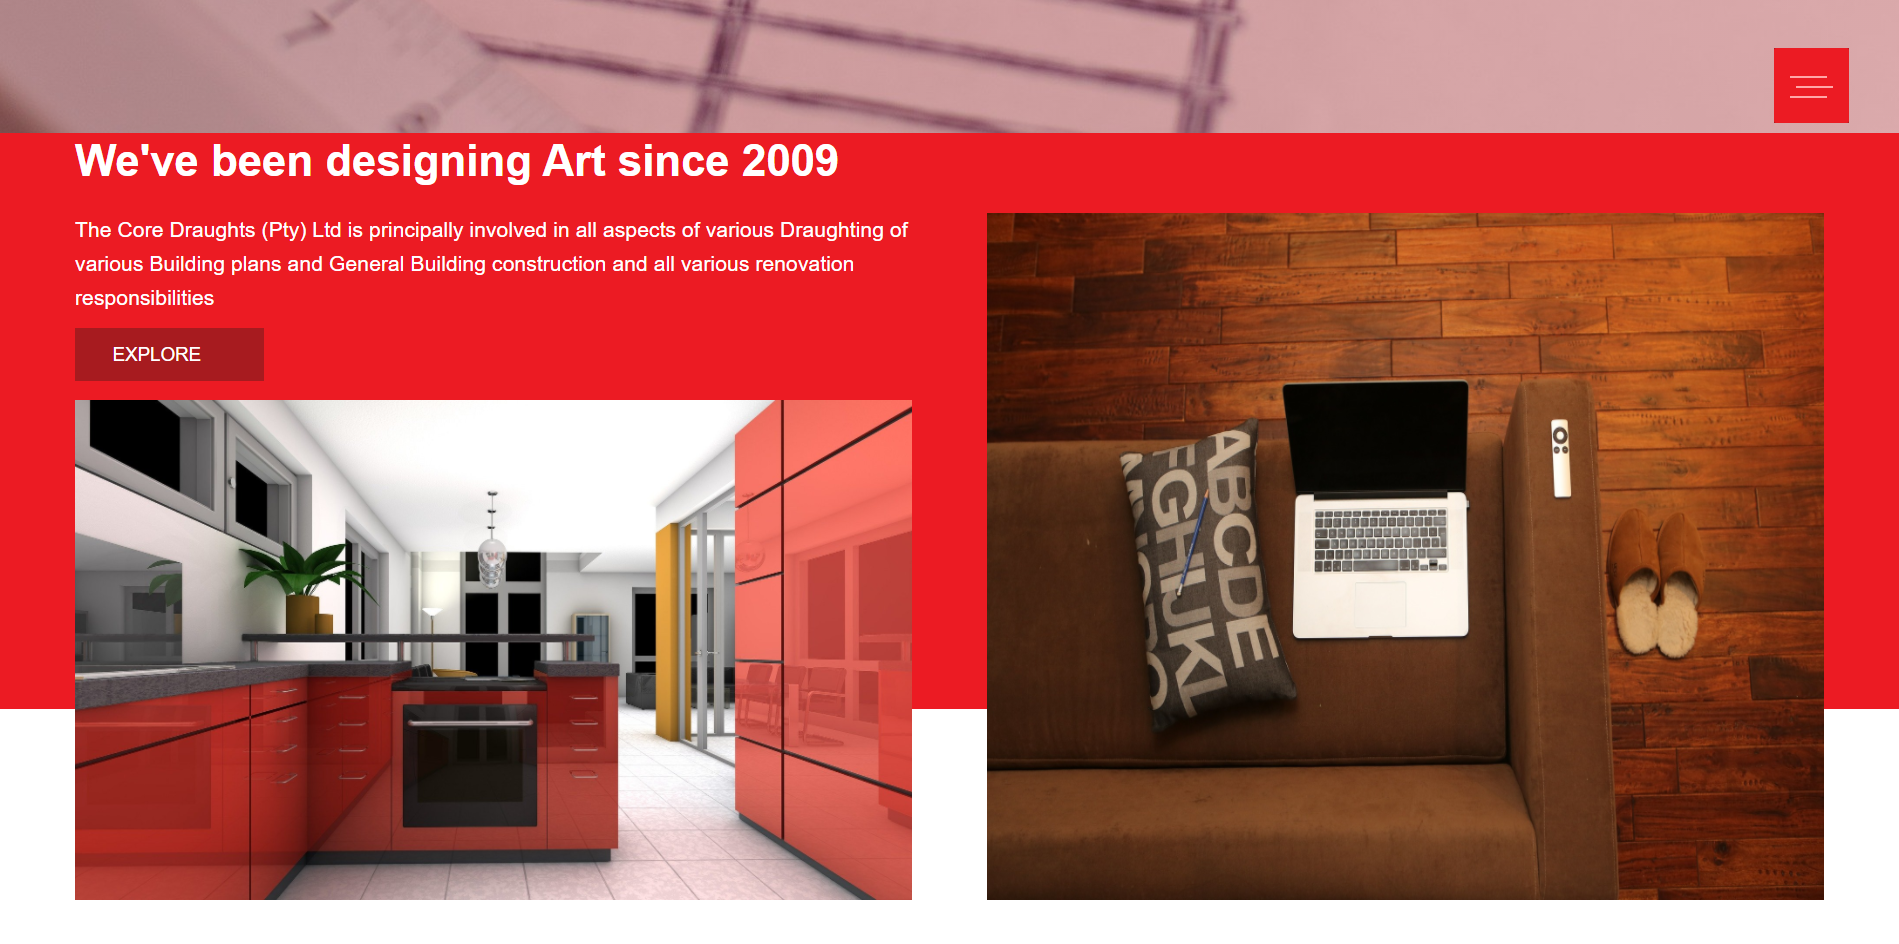 We've been designing Art since 2009
The Core Draughts (Pty) Ltd is principally involved in all aspects of various Draughting of
various Building plans and General Building construction and all various renovation
responsibilities
EXPLORE
ABCDE
FGHIJKL